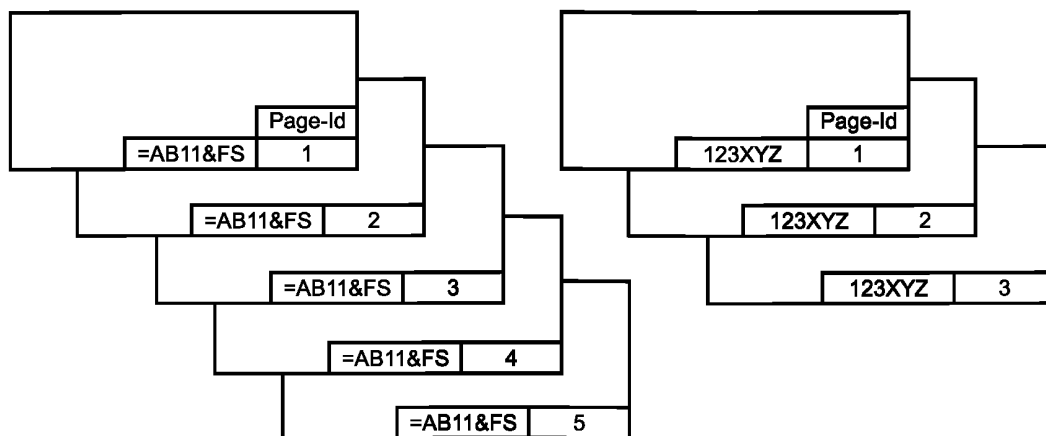 Page-Id
=AB11&FS 1
=AB11&FS 2
=AB11&FS 3
=AB11&FS 4
=AB11&FS 5
Page-Id
123XYZ 1
123XYZ 2
123XYZ 3